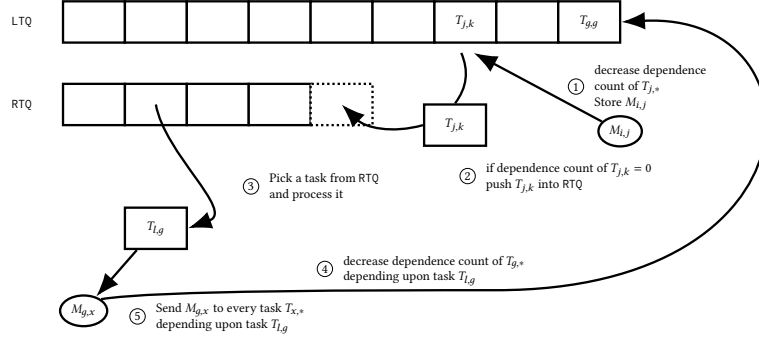 LTQ
T_{j,k}
T_{g,g}
RTQ
① decrease dependence
count of T_{j,*}
Store M_{i,j}
T_{j,k}
M_{i,j}
② if dependence count of T_{j,k} = 0
push T_{j,k} into RTQ
③ Pick a task from RTQ
and process it
T_{l,g}
④ decrease dependence count of T_{g,*}
depending upon task T_{l,g}
M_{g,x}
⑤ Send M_{g,x} to every task T_{x,*}
depending upon task T_{l,g}